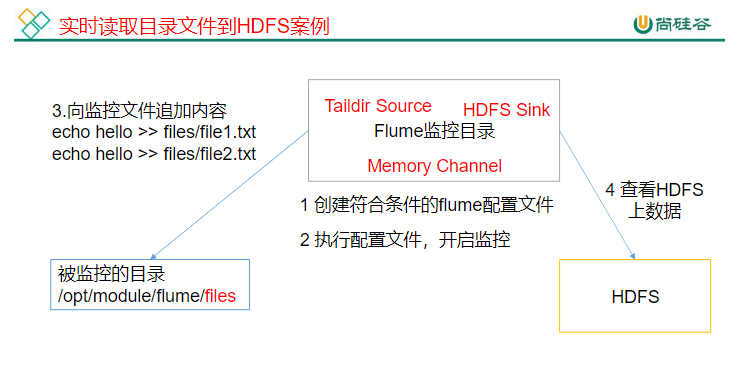 实时读取目录文件到HDFS案例
尚硅谷
3.向监控文件追加内容
echo hello >> files/file1.txt
echo hello >> files/file2.txt
Taildir Source
HDFS Sink
Flume监控目录
Memory Channel
1 创建符合条件的flume配置文件
2 执行配置文件，开启监控
4 查看HDFS
上数据
被监控的目录
/opt/module/flume/files
HDFS